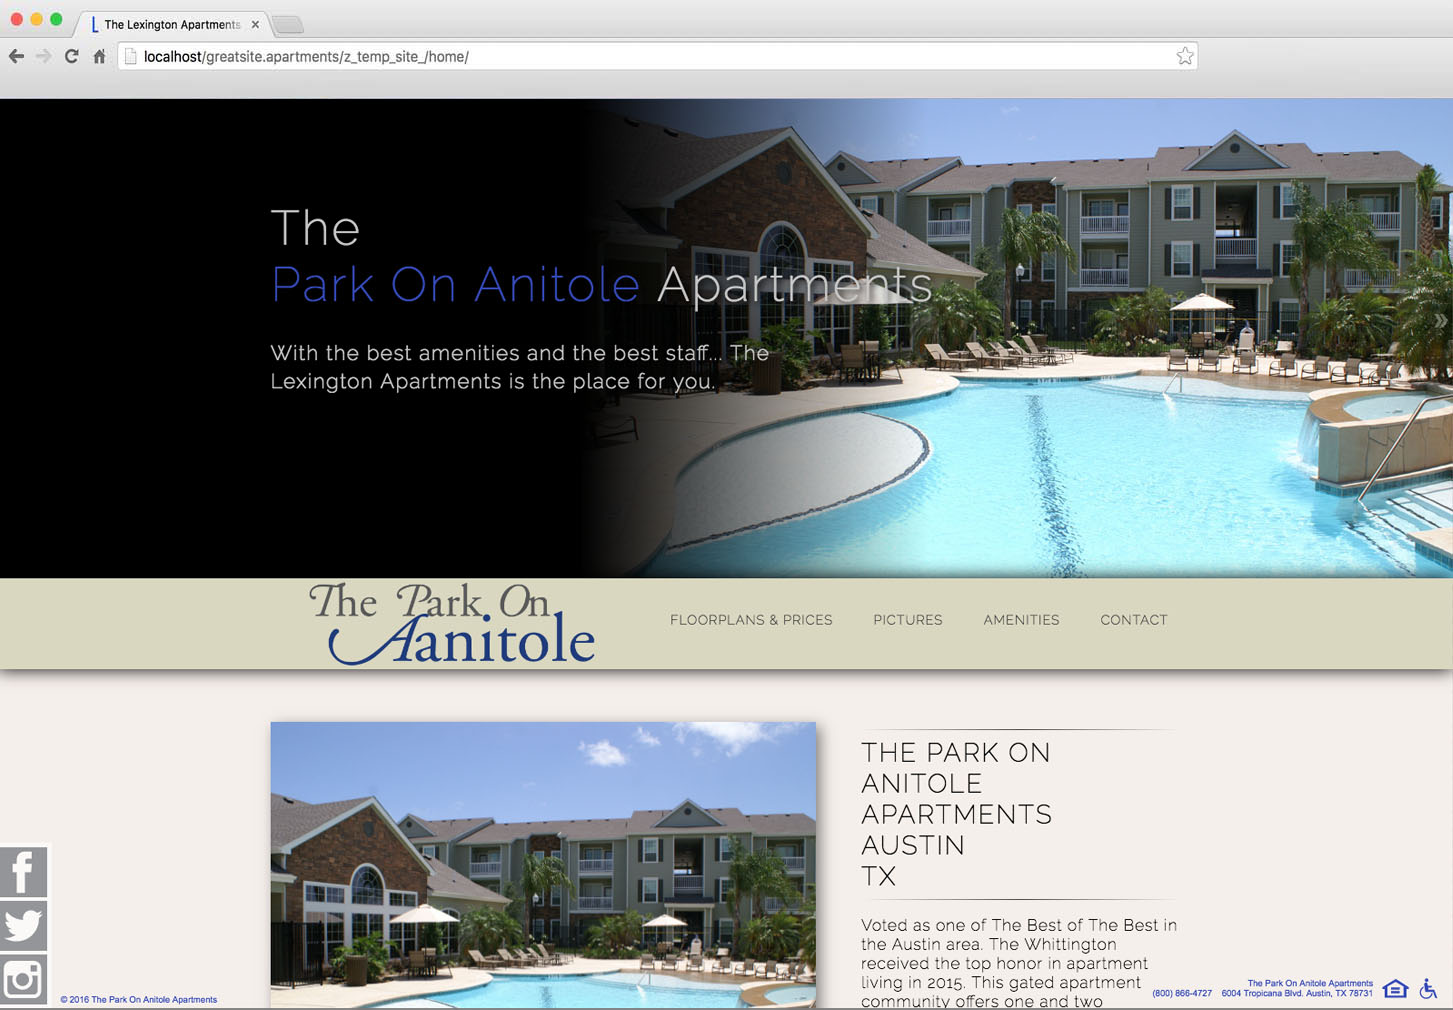 The Lexington Apartments
localhost/greatsite.apartments/z_temp_site_/home/
The
Park On Anitole Apartments
With the best amenities and the best staff... The
Lexington Apartments is the place for you.
The Park On
Aanitole
FLOORPLANS & PRICES PICTURES AMENITIES CONTACT
THE PARK ON
ANITOLE
APARTMENTS
AUSTIN
TX
Voted as one of The Best of The Best in
the Austin area. The Whittington
received the top honor in apartment
living in 2015. This gated apartment
community offers one and two
© 2016 The Park On Anitole Apartments
The Park On Anitole Apartments
(800) 866-4727 6004 Tropicana Blvd. Austin, TX 78731